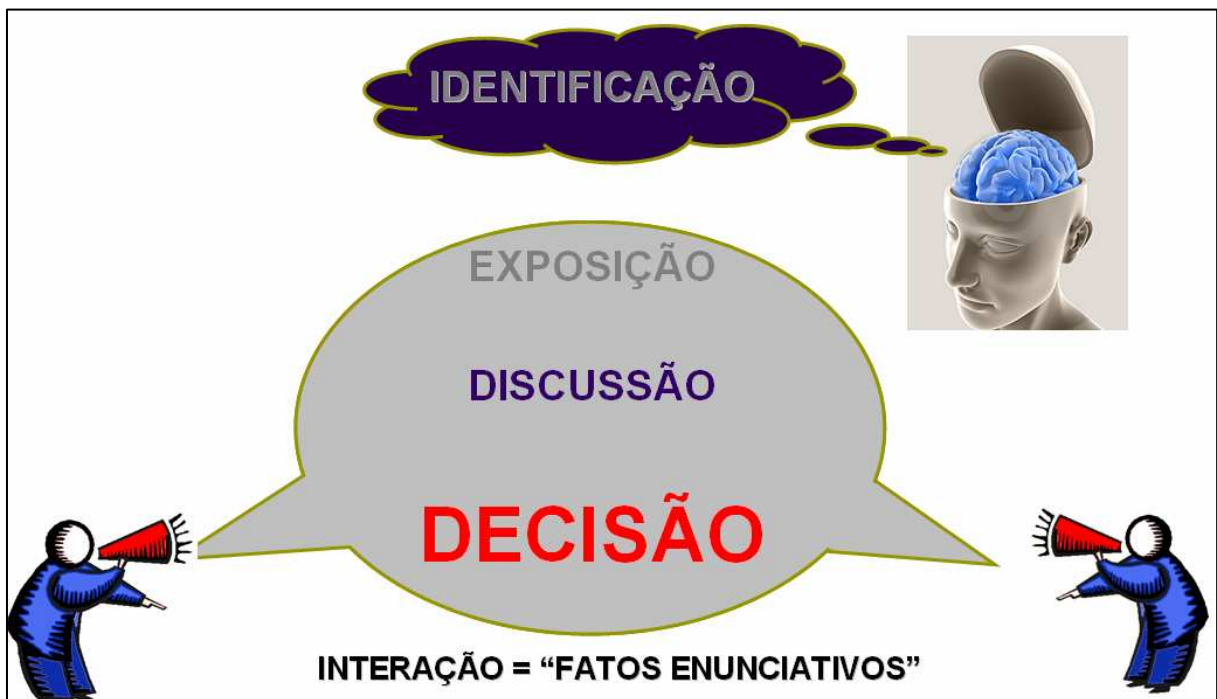 IDENTIFICAÇÃO
EXPOSIÇÃO
DISCUSSÃO
DECISÃO
INTERAÇÃO = “FATOS ENUNCIATIVOS”